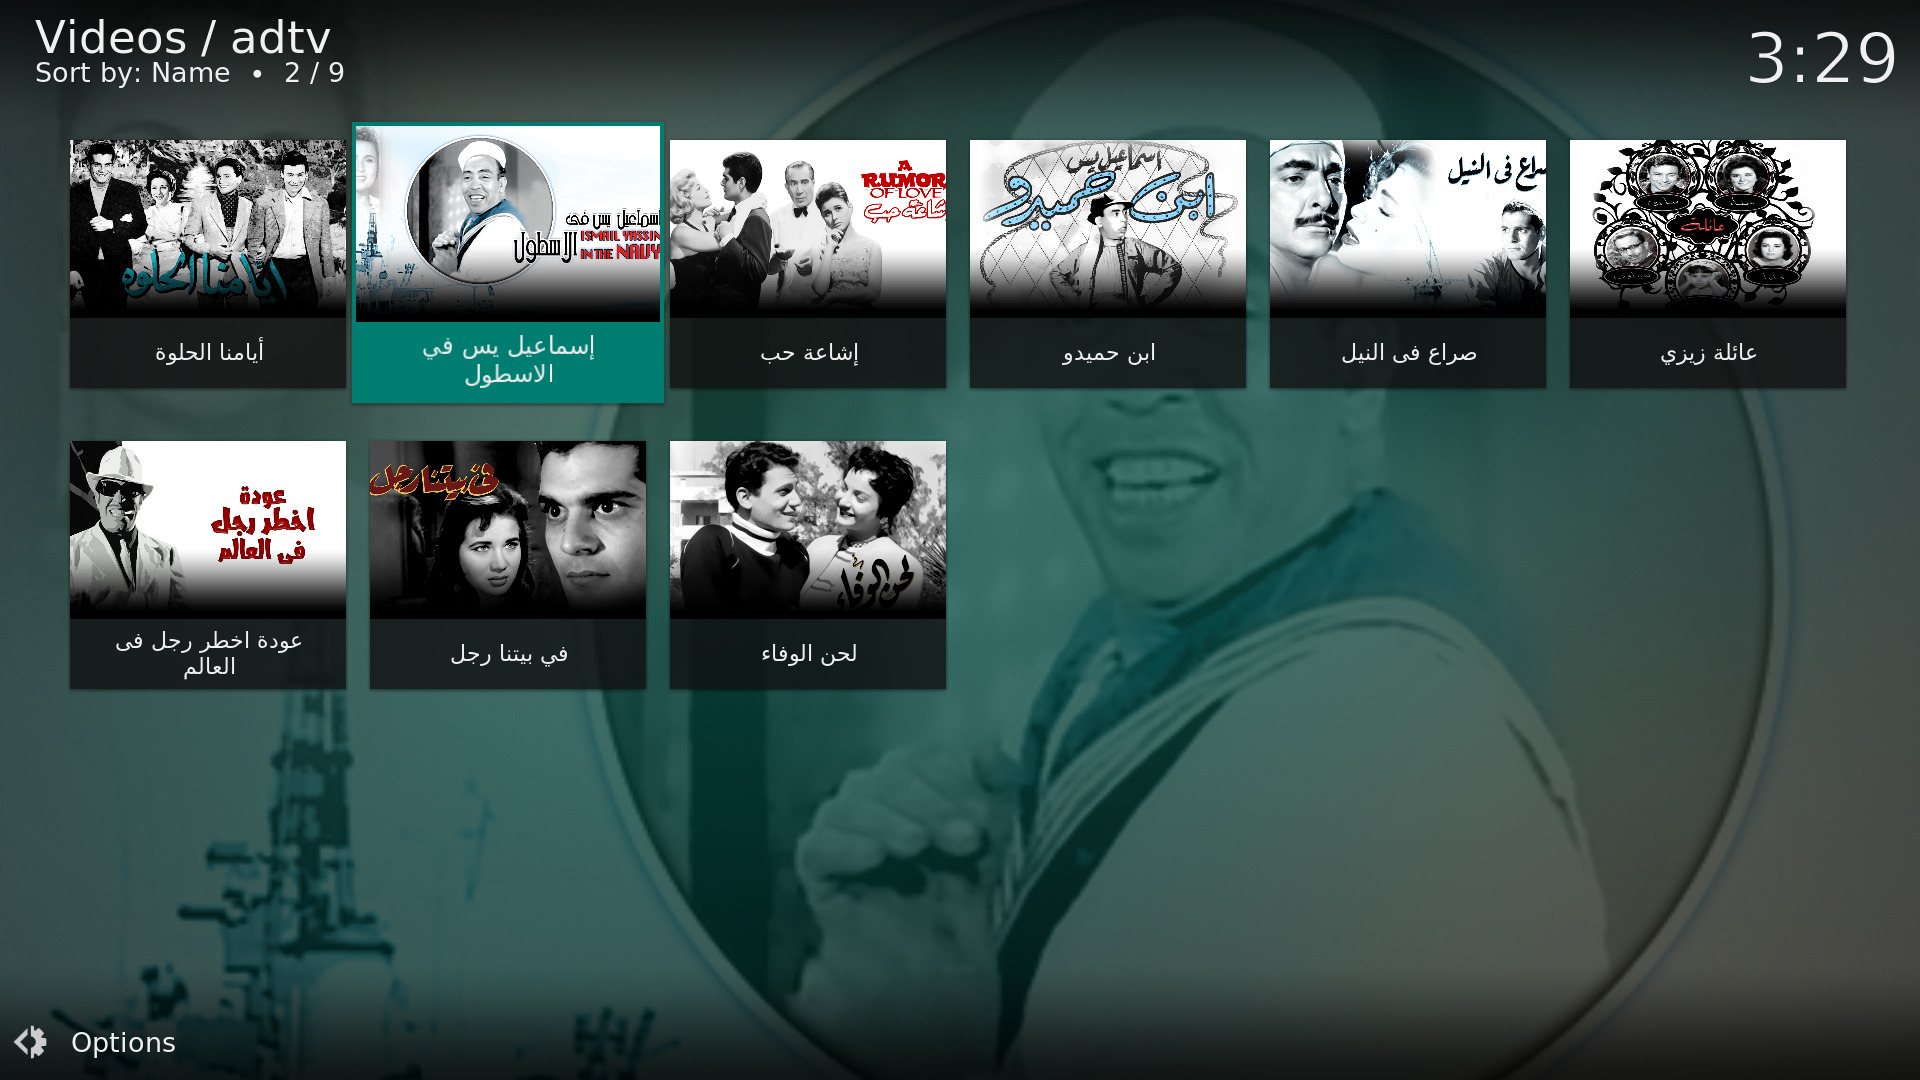 Videos / adtv
Sort by: Name • 2 / 9
3:29
أيامنا الحلوه
أيامنا الحلوة
اسماعيل يس فى
الاسطول
ISMAIL YASSIN
IN THE NAVY
إسماعيل يس في
الاسطول
A
RUMOR
OF LOVE
إشاعة حب
إسماعيل يس
ابن حميدو
ابن حميدو
صراع فى النيل
صراع فى النيل
عائلة
عائلة زيزي
عودة
اخطر رجل
فى العالم
عودة اخطر رجل فى
العالم
فى بيتنا رجل
في بيتنا رجل
لحن الوفاء
لحن الوفاء
Options